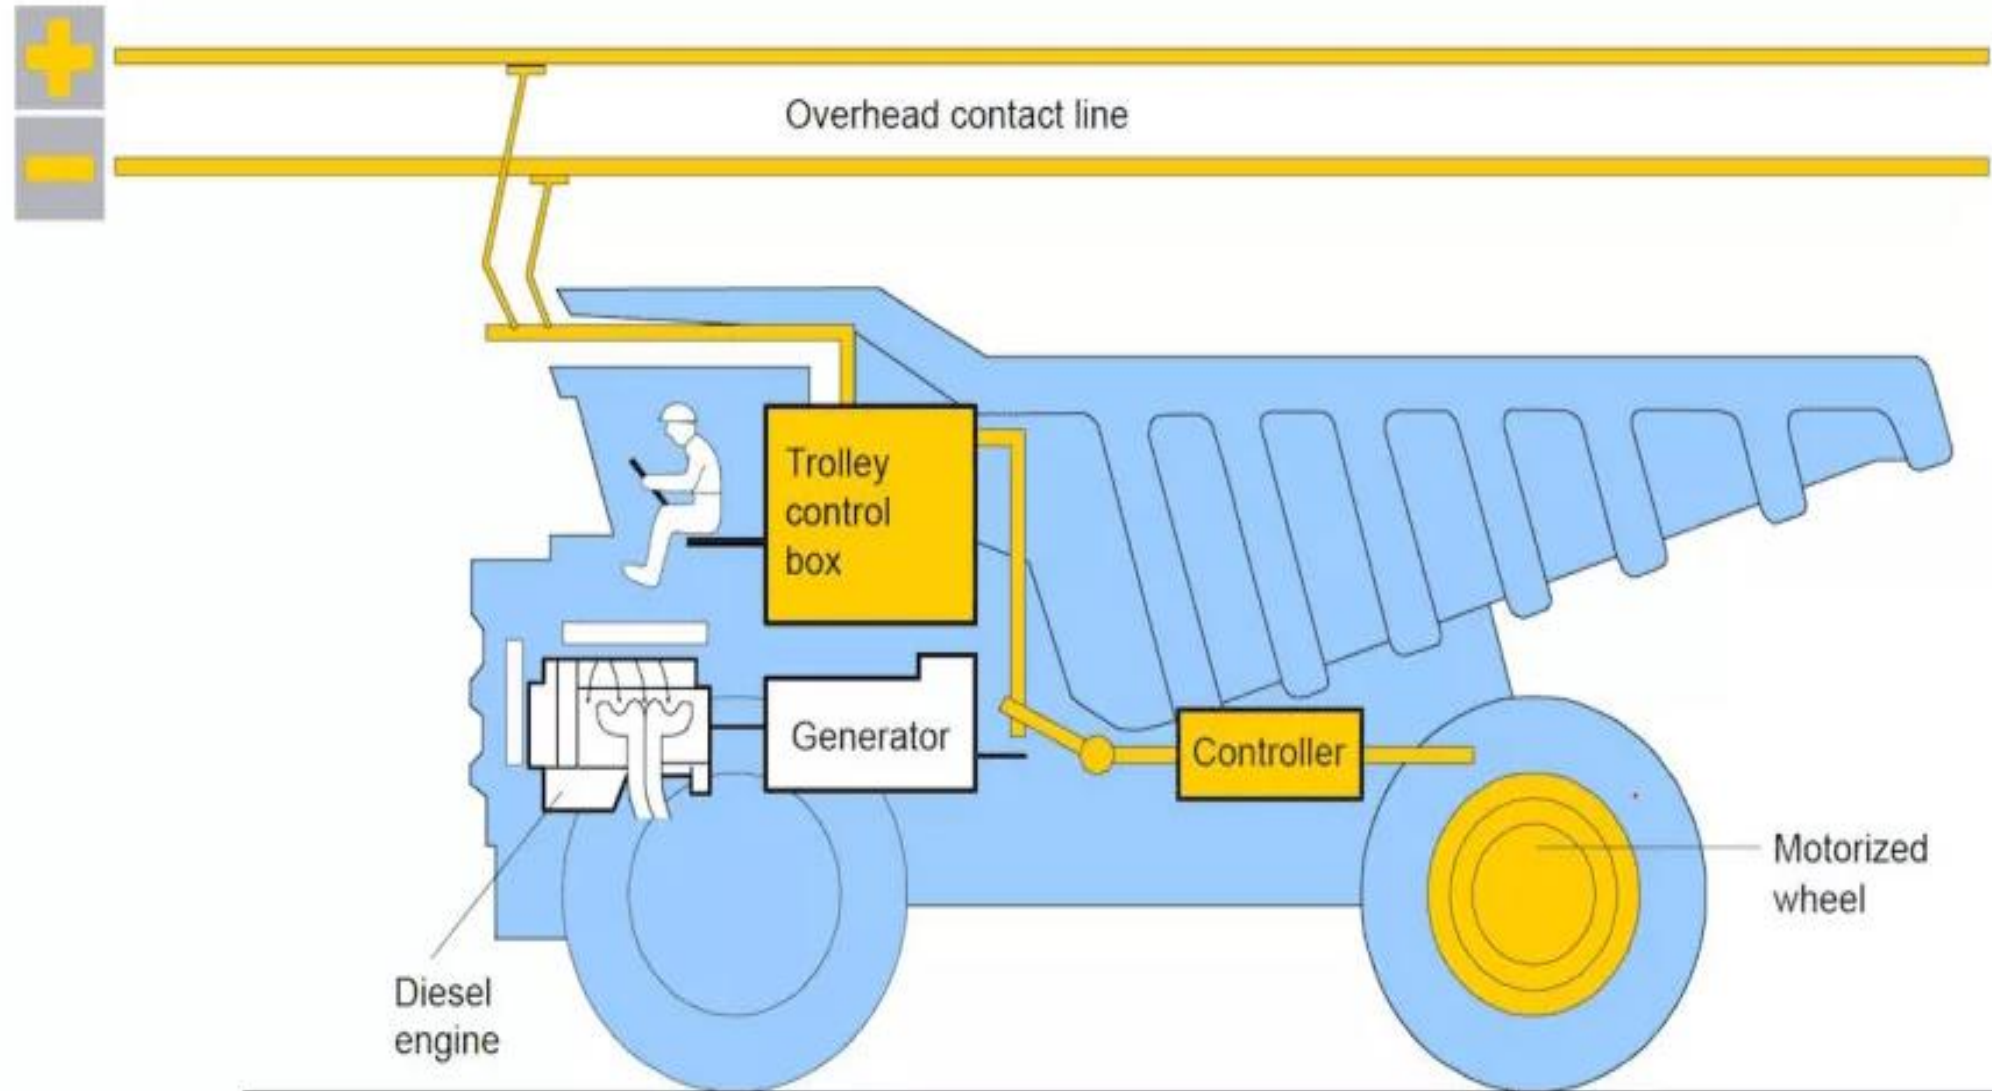 +
-
Overhead contact line
Trolley
control
box
Generator
Controller
Motorized
wheel
Diesel
engine